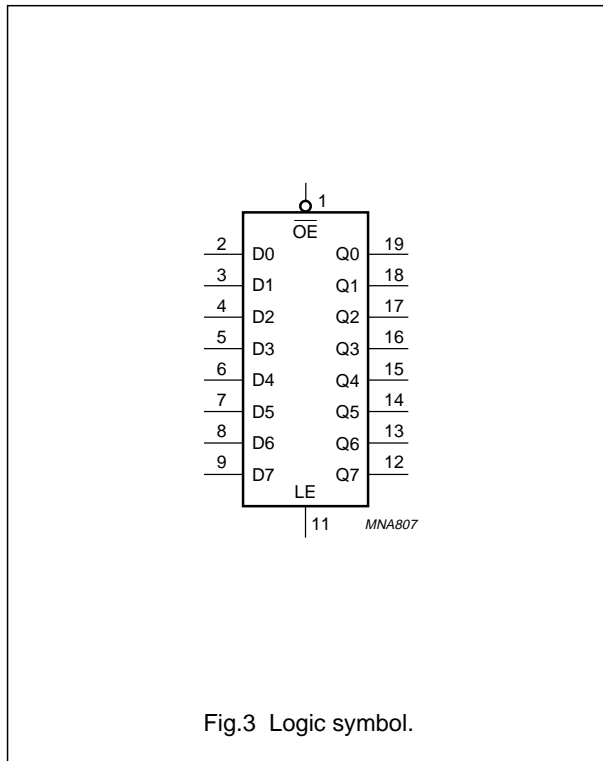 1
OE
2 D0 Q0 19
3 D1 Q1 18
4 D2 Q2 17
5 D3 Q3 16
6 D4 Q4 15
7 D5 Q5 14
8 D6 Q6 13
9 D7 Q7 12
LE
11 MNA807
Fig.3 Logic symbol.